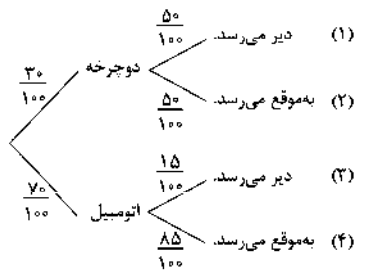 ۵۰/۱۰۰ دیر می‌رسد. (۱)
۳۰/۱۰۰ دوچرخه
۵۰/۱۰۰ به‌موقع می‌رسد. (۲)
۱۵/۱۰۰ دیر می‌رسد. (۳)
۷۰/۱۰۰ اتومبیل
۸۵/۱۰۰ به‌موقع می‌رسد. (۴)